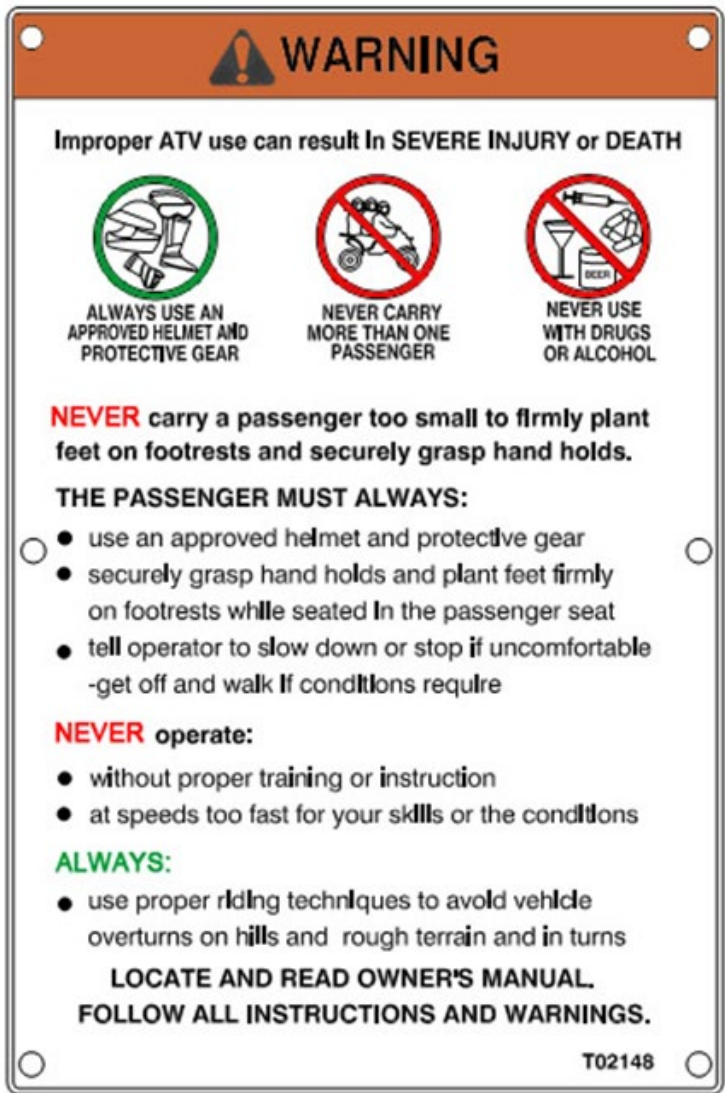 WARNING
Improper ATV use can result in SEVERE INJURY or DEATH
ALWAYS USE AN
APPROVED HELMET AND
PROTECTIVE GEAR
NEVER CARRY
MORE THAN ONE
PASSENGER
BEER
NEVER USE
WITH DRUGS
OR ALCOHOL
NEVER carry a passenger too small to firmly plant
feet on footrests and securely grasp hand holds.
THE PASSENGER MUST ALWAYS:
● use an approved helmet and protective gear
● securely grasp hand holds and plant feet firmly
on footrests while seated in the passenger seat
● tell operator to slow down or stop if uncomfortable
-get off and walk if conditions require
NEVER operate:
● without proper training or instruction
● at speeds too fast for your skills or the conditions
ALWAYS:
● use proper riding techniques to avoid vehicle
overturns on hills and rough terrain and in turns
LOCATE AND READ OWNER'S MANUAL.
FOLLOW ALL INSTRUCTIONS AND WARNINGS.
T02148